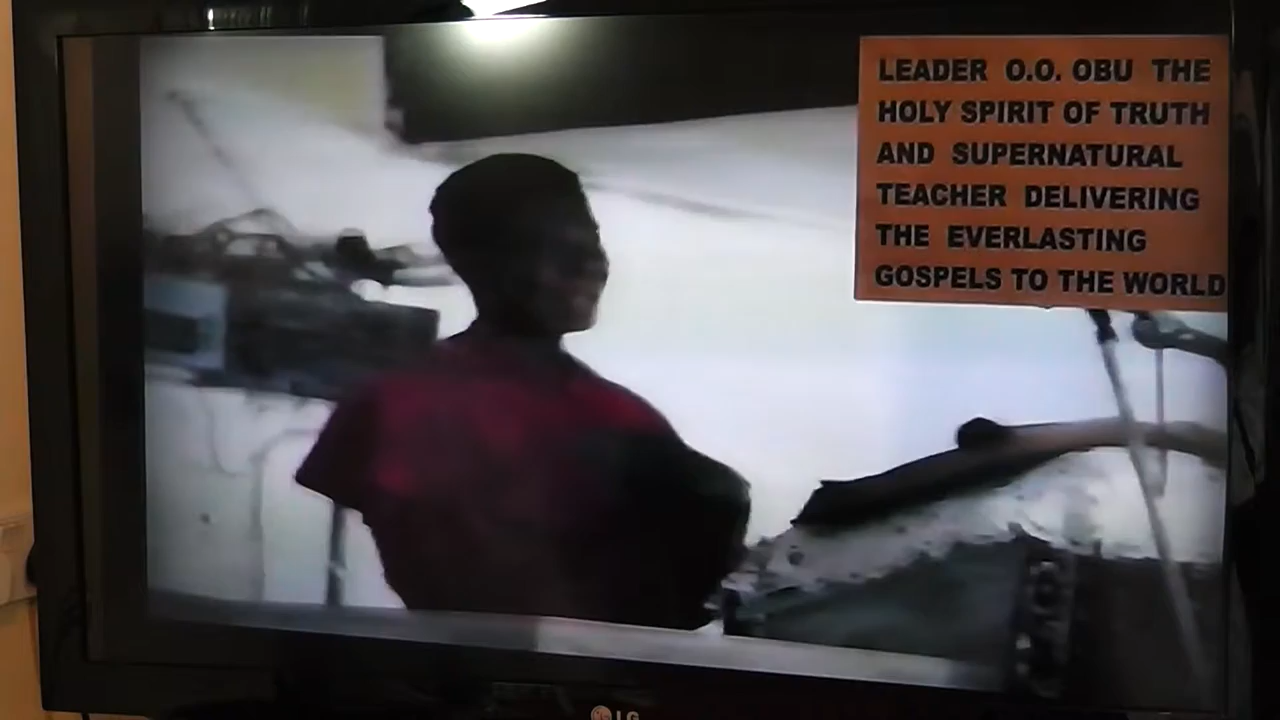 LEADER O.O. OBU THE
HOLY SPIRIT OF TRUTH
AND SUPERNATURAL
TEACHER DELIVERING
THE EVERLASTING
GOSPELS TO THE WORLD
LG